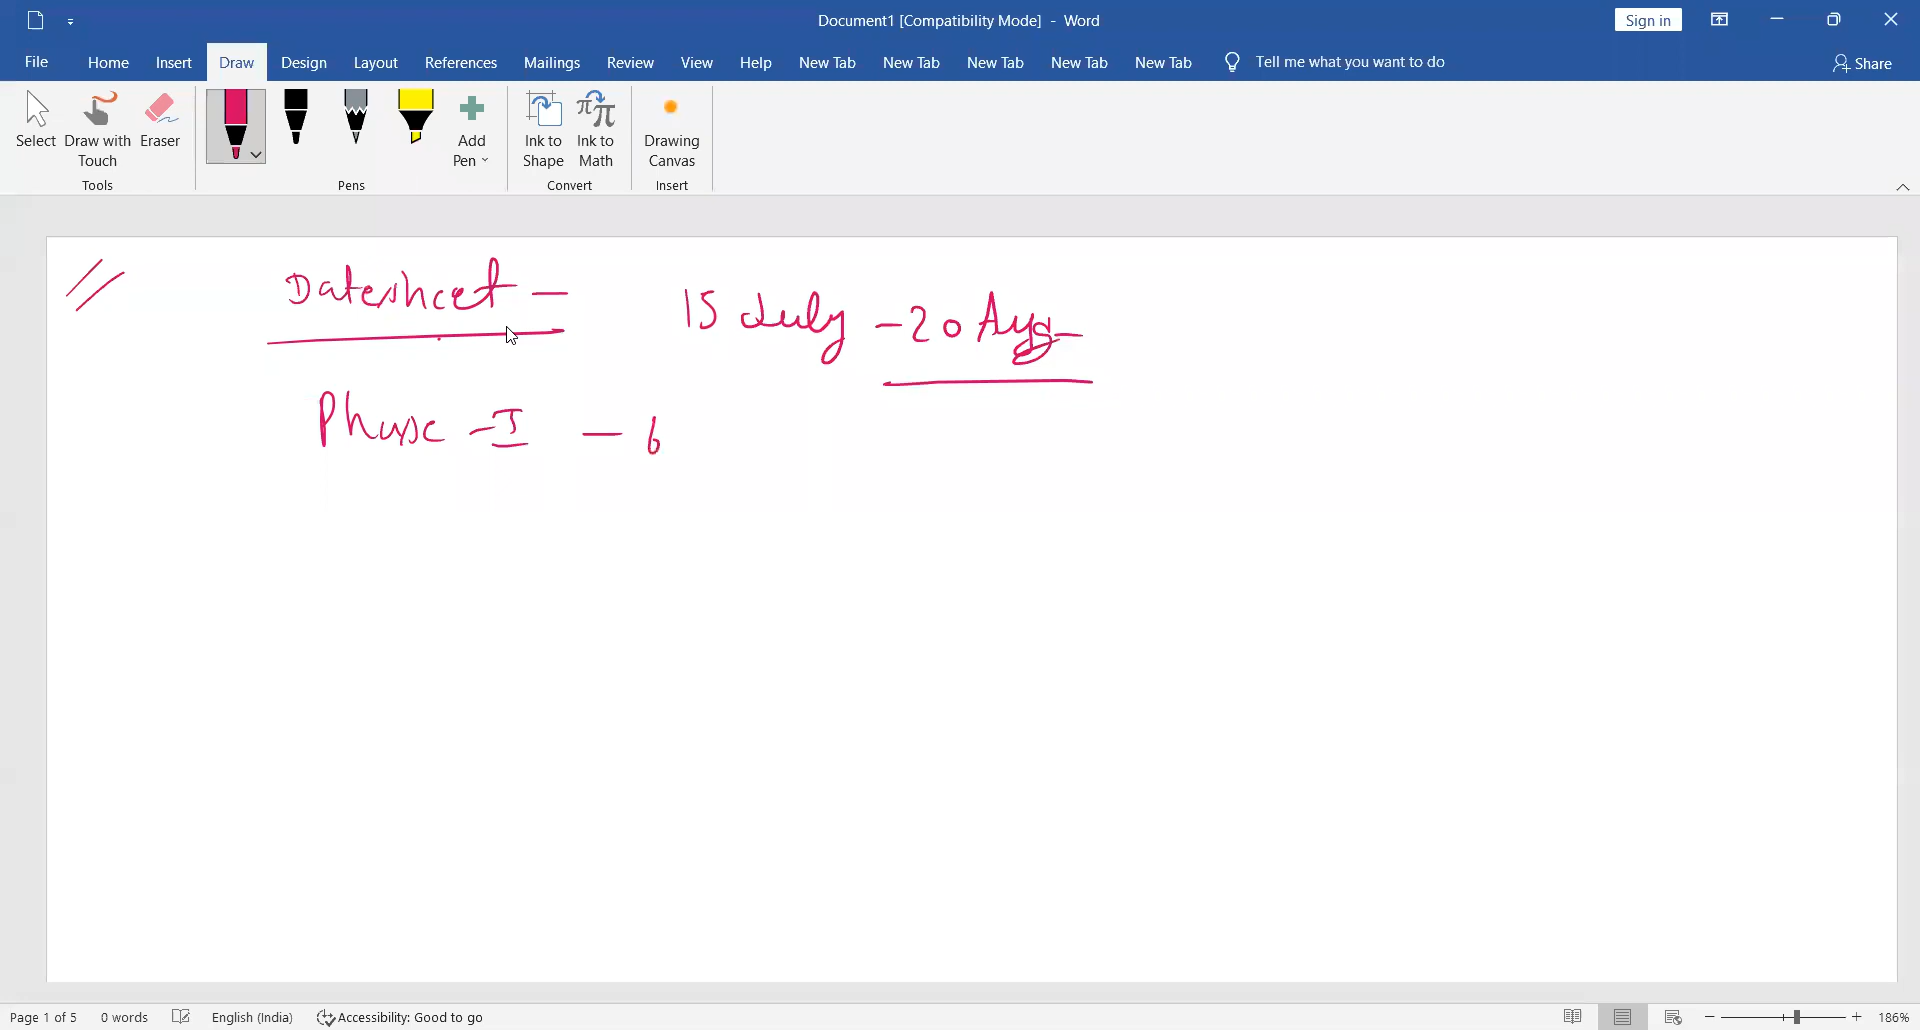 Document1 [Compatibility Mode] - Word
Sign in
File Home Insert Draw Design Layout References Mailings Review View Help New Tab New Tab New Tab New Tab New Tab Tell me what you want to do Share
Select Draw with Touch Eraser Add Pen Ink to Shape Ink to Math Drawing Canvas
Tools Pens Convert Insert
Datesheet - 15 July - 20 Aug -
Phase - I - 6
Page 1 of 5 0 words English (India) Accessibility: Good to go 186%